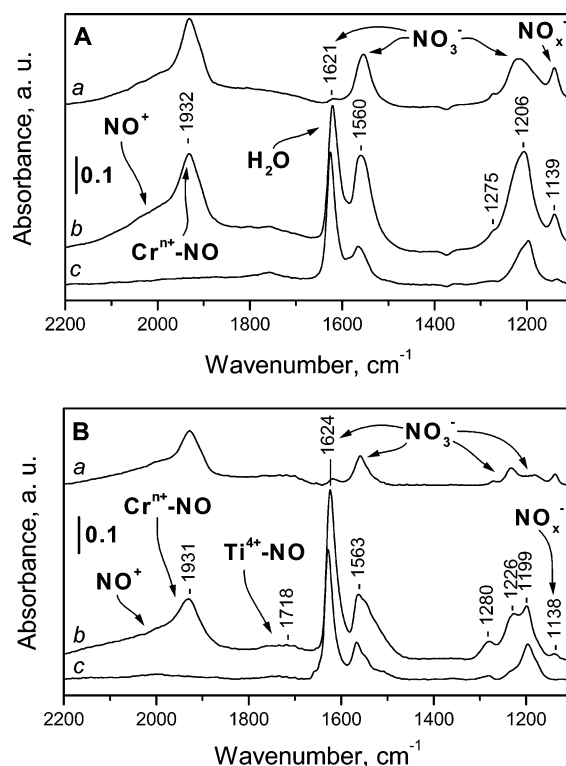 A
Absorbance, a. u.
a
b
c
0.1
NO⁺
1932
Crⁿ⁺-NO
H₂O
1621
1560
NO₃⁻
NOₓ⁻
1275
1206
1139
2200 2000 1800 1600 1400 1200
Wavenumber, cm⁻¹
B
Absorbance, a. u.
a
b
c
0.1
Crⁿ⁺-NO
NO⁺
1931
Ti⁴⁺-NO
1718
1624
1563
NO₃⁻
NOₓ⁻
1280
1226
1199
1138
2200 2000 1800 1600 1400 1200
Wavenumber, cm⁻¹